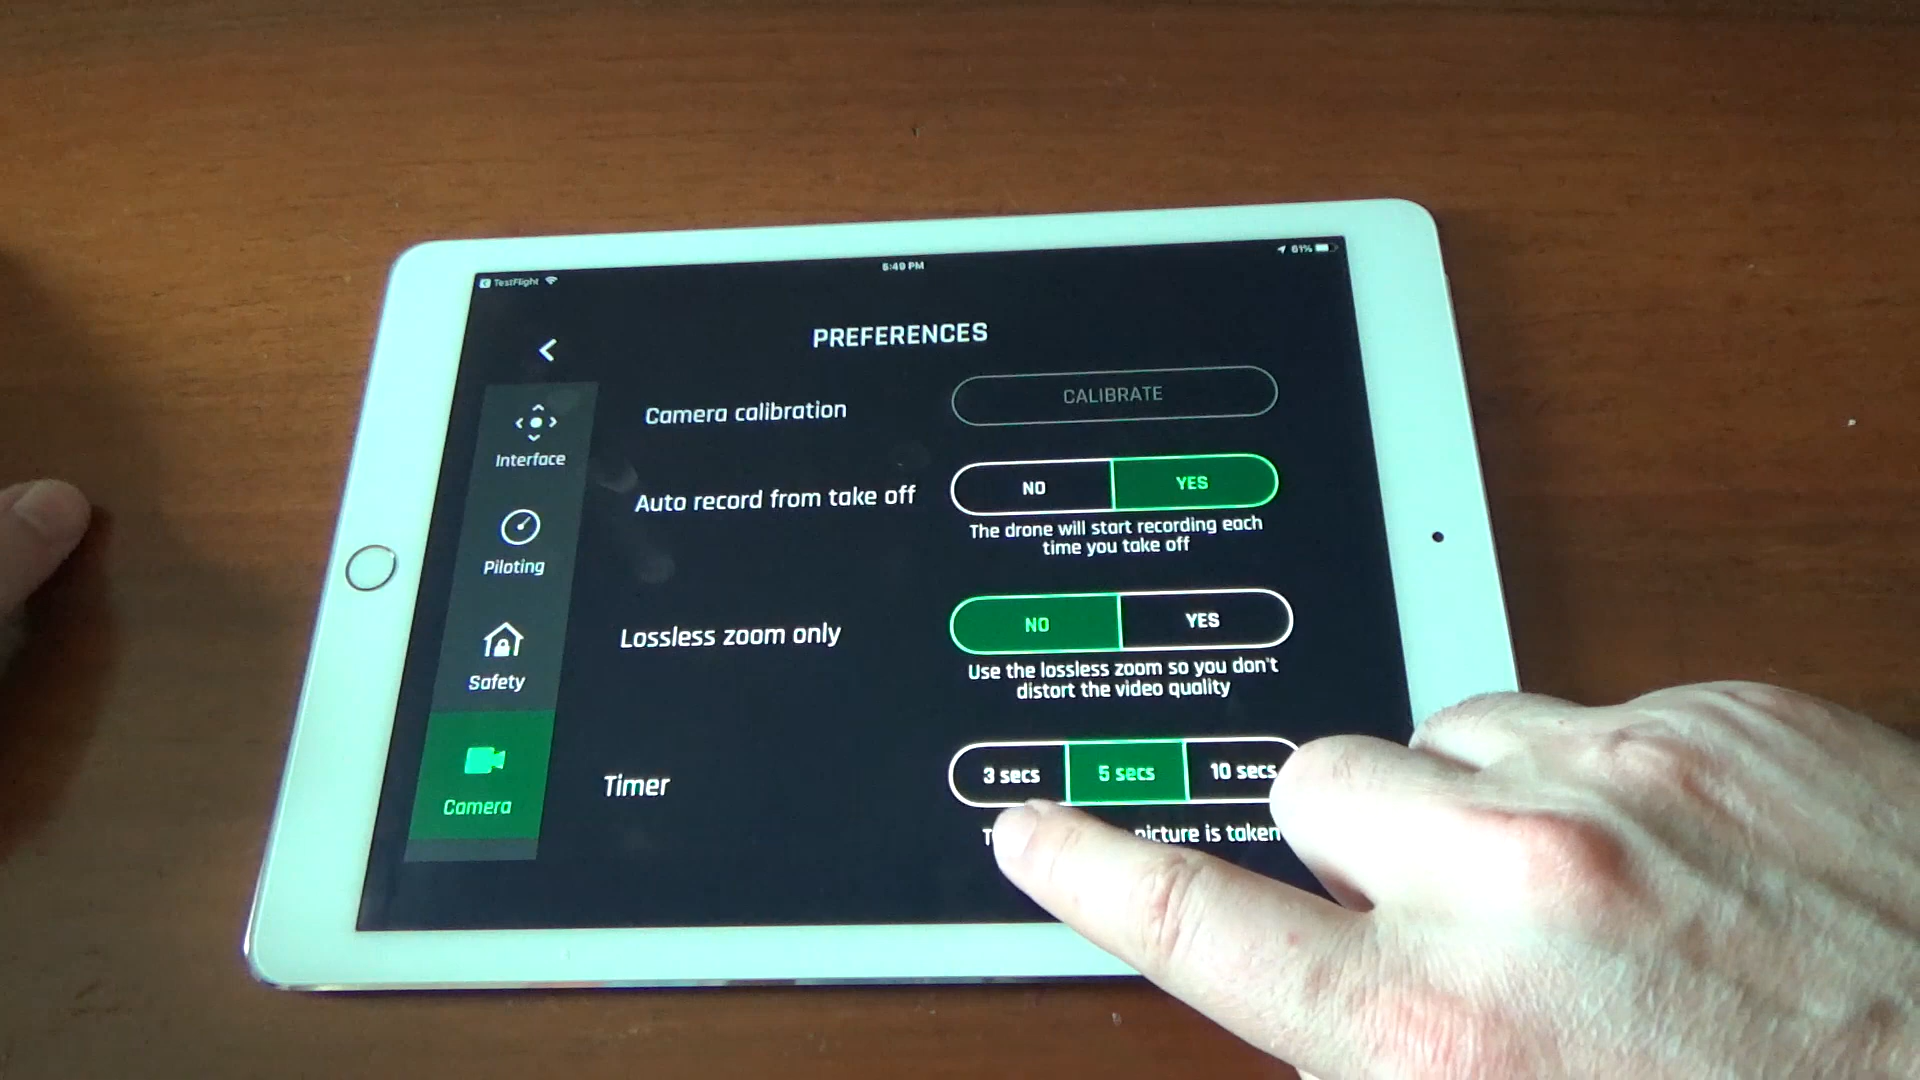 TestFlight
5:49 PM
61%
PREFERENCES
Camera calibration
CALIBRATE
Interface
Auto record from take off
NO
YES
The drone will start recording each
time you take off
Piloting
Lossless zoom only
NO
YES
Use the lossless zoom so you don't
distort the video quality
Safety
Timer
3 secs
5 secs
10 secs
picture is taken
Camera